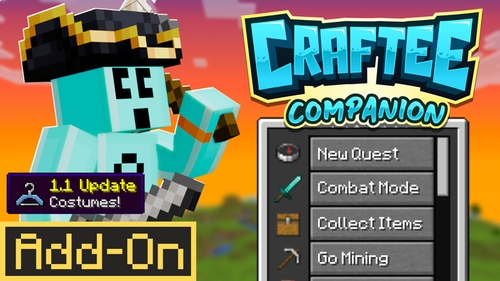 CRAFTEE
COMPANION
New Quest
Combat Mode
Collect Items
Go Mining
1.1 Update
Costumes!
Add-On